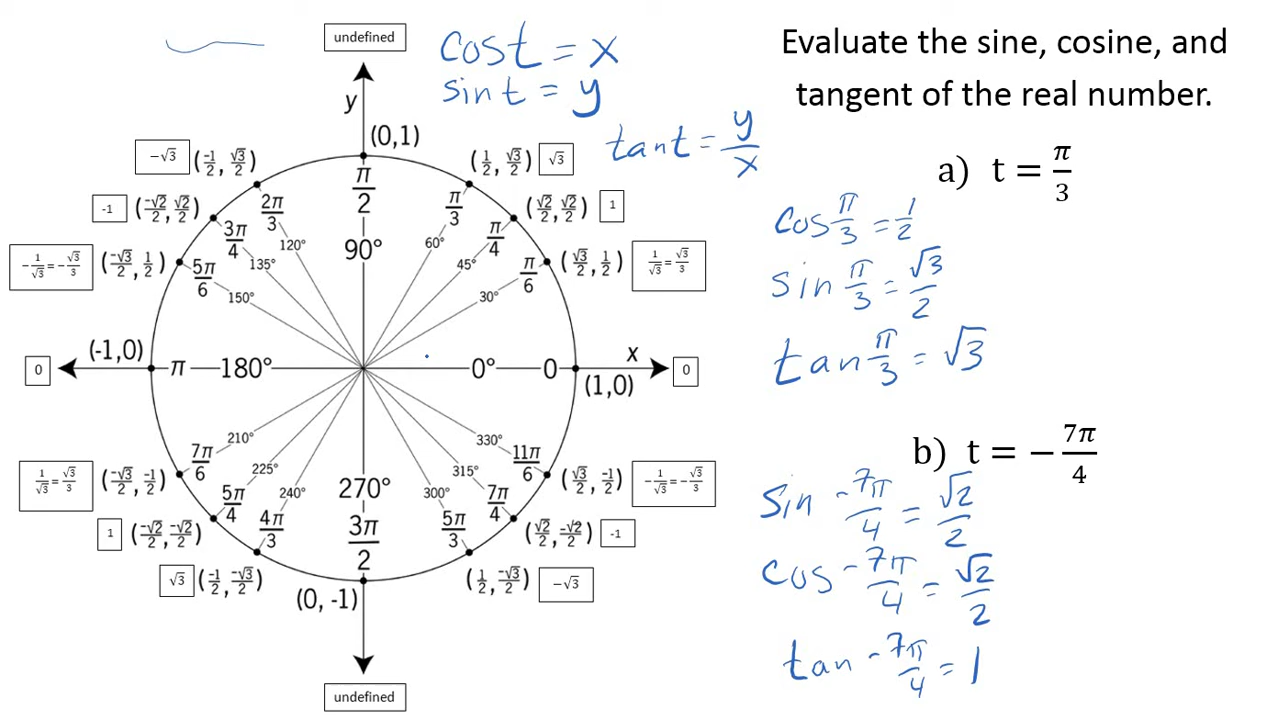 undefined
cos t = x
sin t = y
tan t = y/x
Evaluate the sine, cosine, and
tangent of the real number.
a) t = π/3
cos π/3 = 1/2
sin π/3 = √3/2
tan π/3 = √3
b) t = −7π/4
sin -7π/4 = √2/2
cos -7π/4 = √2/2
tan -7π/4 = 1
y
(0,1)
−√3 (-1/2, √3/2)
(1/2, √3/2) √3
-1 (-√2/2, √2/2)
(√2/2, √2/2) 1
−1/√3=−√3/3 (-√3/2, 1/2)
(√3/2, 1/2) 1/√3=√3/3
2π/3 120°
π/2 90°
π/3 60°
3π/4 135°
π/4 45°
5π/6 150°
π/6 30°
0 (-1,0) π 180° 0° 0 x (1,0) 0
7π/6 210°
330° 11π/6
5π/4 225°
315° 7π/4
4π/3 240°
270° 3π/2
300° 5π/3
1/√3=√3/3 (-√3/2, -1/2)
(√3/2, -1/2) −1/√3=−√3/3
1 (-√2/2, -√2/2)
(√2/2, -√2/2) -1
√3 (-1/2, -√3/2)
(1/2, -√3/2) −√3
(0, -1)
undefined